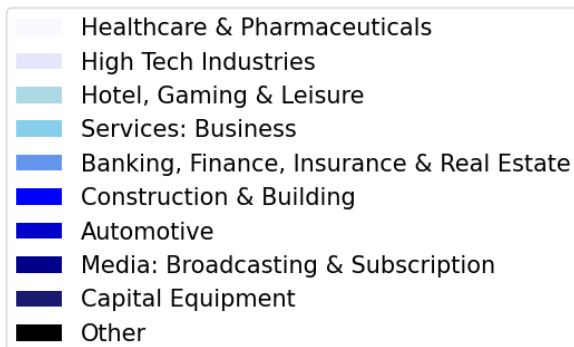 Healthcare & Pharmaceuticals
High Tech Industries
Hotel, Gaming & Leisure
Services: Business
Banking, Finance, Insurance & Real Estate
Construction & Building
Automotive
Media: Broadcasting & Subscription
Capital Equipment
Other